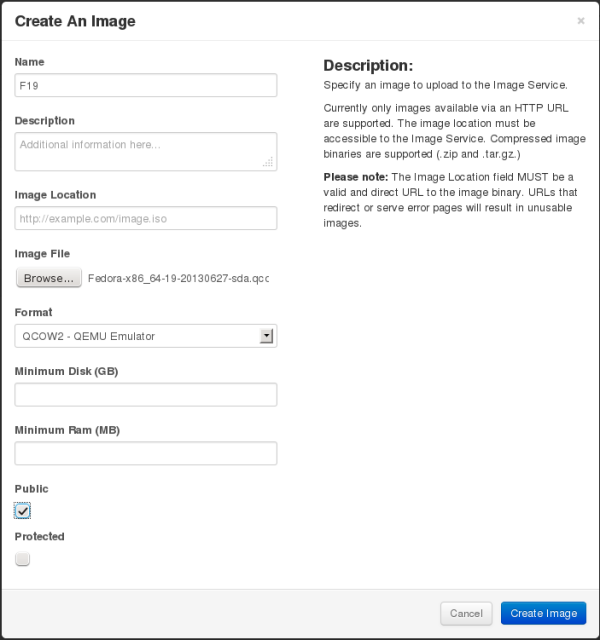 Create An Image
×
Name
F19
Description
Additional information here...
Image Location
http://example.com/image.iso
Image File
Browse... Fedora-x86_64-19-20130627-sda.qcc
Format
QCOW2 - QEMU Emulator
Minimum Disk (GB)
Minimum Ram (MB)
Public
Protected
Description:
Specify an image to upload to the Image Service.
Currently only images available via an HTTP URL
are supported. The image location must be
accessible to the Image Service. Compressed image
binaries are supported (.zip and .tar.gz.)
Please note: The Image Location field MUST be a
valid and direct URL to the image binary. URLs that
redirect or serve error pages will result in unusable
images.
Cancel Create Image